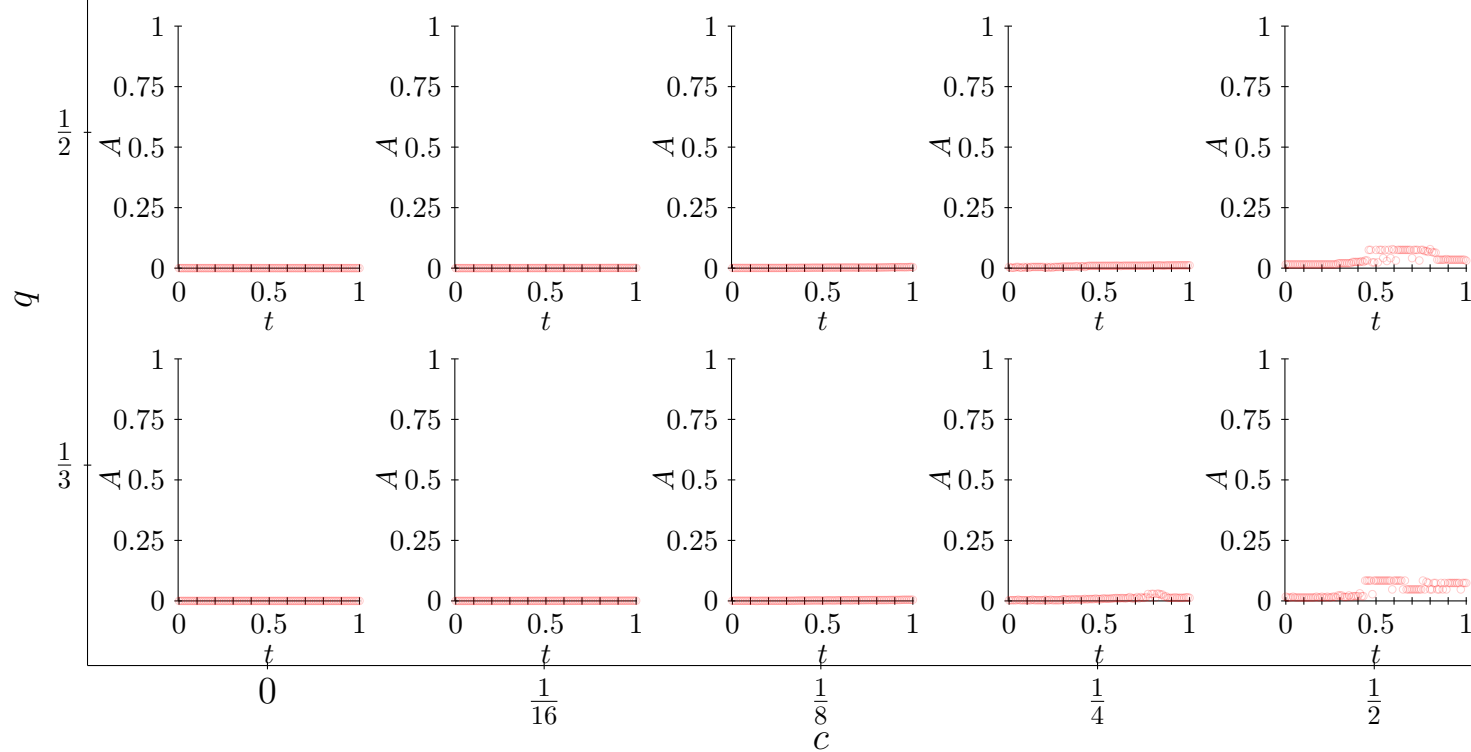 1 1 1 1 1
0.75 0.75 0.75 0.75 0.75
A 0.5 A 0.5 A 0.5 A 0.5 A 0.5
0.25 0.25 0.25 0.25 0.25
0 0 0 0 0
0 0.5 1 0 0.5 1 0 0.5 1 0 0.5 1 0 0.5 1
t t t t t
1/2
q
1 1 1 1 1
0.75 0.75 0.75 0.75 0.75
A 0.5 A 0.5 A 0.5 A 0.5 A 0.5
0.25 0.25 0.25 0.25 0.25
0 0 0 0 0
0 0.5 1 0 0.5 1 0 0.5 1 0 0.5 1 0 0.5 1
t t t t t
1/3
0 1/16 1/8 1/4 1/2
c